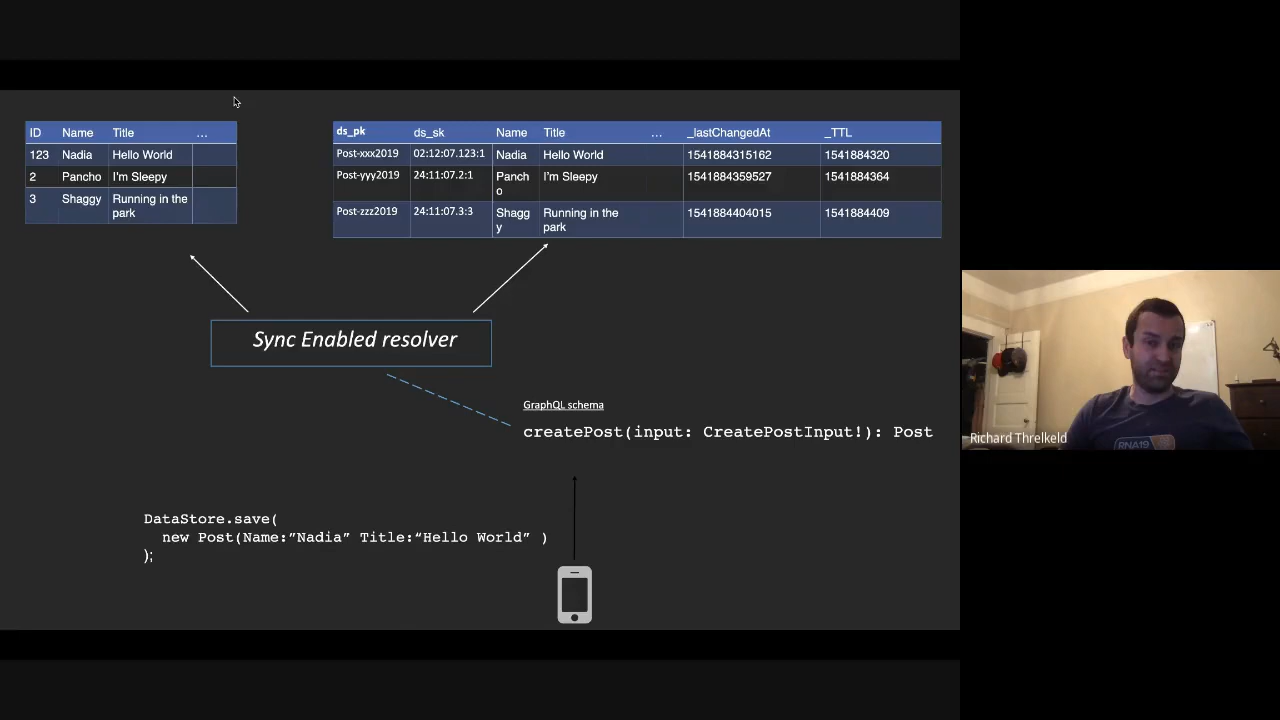 ID Name Title ...
123 Nadia Hello World
2 Pancho I'm Sleepy
3 Shaggy Running in the
park
ds_pk ds_sk Name Title ... _lastChangedAt _TTL
Post-xxx2019 02:12:07.123:1 Nadia Hello World 1541884315162 1541884320
Post-yyy2019 24:11:07.2:1 Panch I'm Sleepy 1541884359527 1541884364
o
Post-zzz2019 24:11:07.3:3 Shagg Running in the 1541884404015 1541884409
y park
Sync Enabled resolver
GraphQL schema
createPost(input: CreatePostInput!): Post
DataStore.save(
new Post(Name:”Nadia” Title:“Hello World” )
);
Richard Threlkeld
RNA19